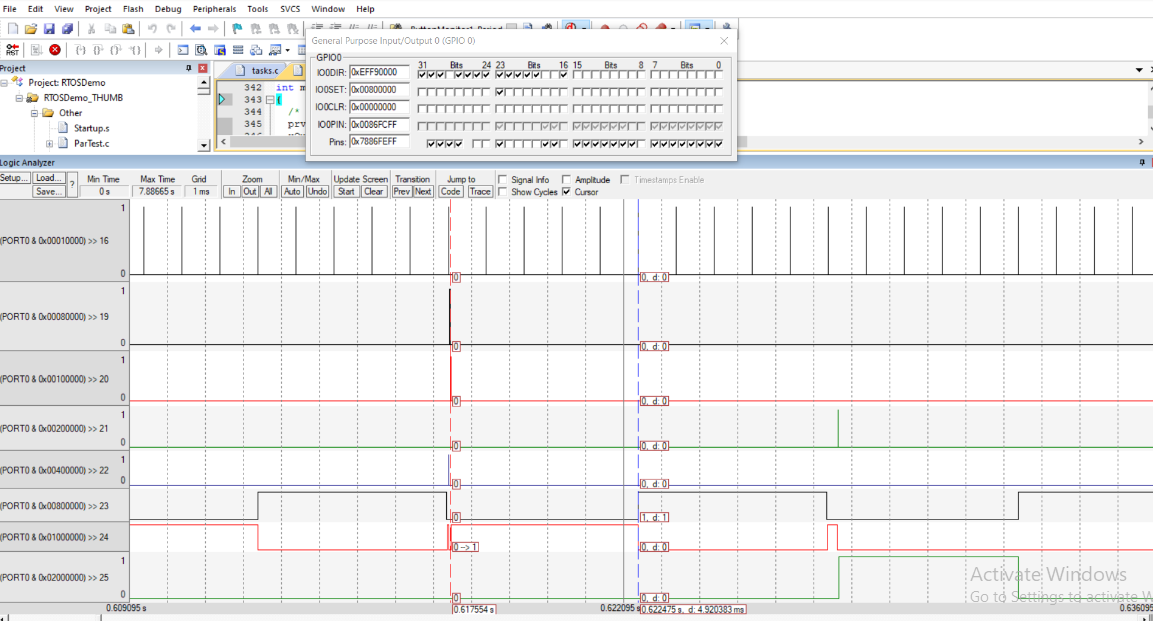 File Edit View Project Flash Debug Peripherals Tools SVCS Window Help
General Purpose Input/Output 0 (GPIO 0)
GPIO0
31 Bits 24 23 Bits 16 15 Bits 8 7 Bits 0
IO0DIR: 0xEFF90000
IO0SET: 0x00800000
IO0CLR: 0x00000000
IO0PIN: 0x0086FCFF
Pins: 0x7886FEFF
RST
Project
Project: RTOSDemo
RTOSDemo_THUMB
Other
Startup.s
ParTest.c
tasks.c
342 int m
343 {
344 /*
345 prv
Logic Analyzer
Setup... Load... Save... ?
Min Time Max Time Grid Zoom Min/Max Update Screen Transition Jump to Signal Info Amplitude Timestamps Enable
0 s 7.88665 s 1 ms In Out All Auto Undo Start Clear Prev Next Code Trace Show Cycles Cursor
1
(PORT0 & 0x00010000) >> 16
0
0 0, d: 0
1
(PORT0 & 0x00080000) >> 19
0
0 0, d: 0
1
(PORT0 & 0x00100000) >> 20
0
0 0, d: 0
1
(PORT0 & 0x00200000) >> 21
0
0 0, d: 0
1
(PORT0 & 0x00400000) >> 22
0
0 0, d: 0
(PORT0 & 0x00800000) >> 23
0 1, d: 1
(PORT0 & 0x01000000) >> 24
0 --> 1 0, d: 0
1
(PORT0 & 0x02000000) >> 25
0
0 0, d: 0
Activate Windows
Go to Settings to activate W
0.609095 s 0.617554 s 0.622095 s 0.622475 s, d: 4.920383 ms 0.636095